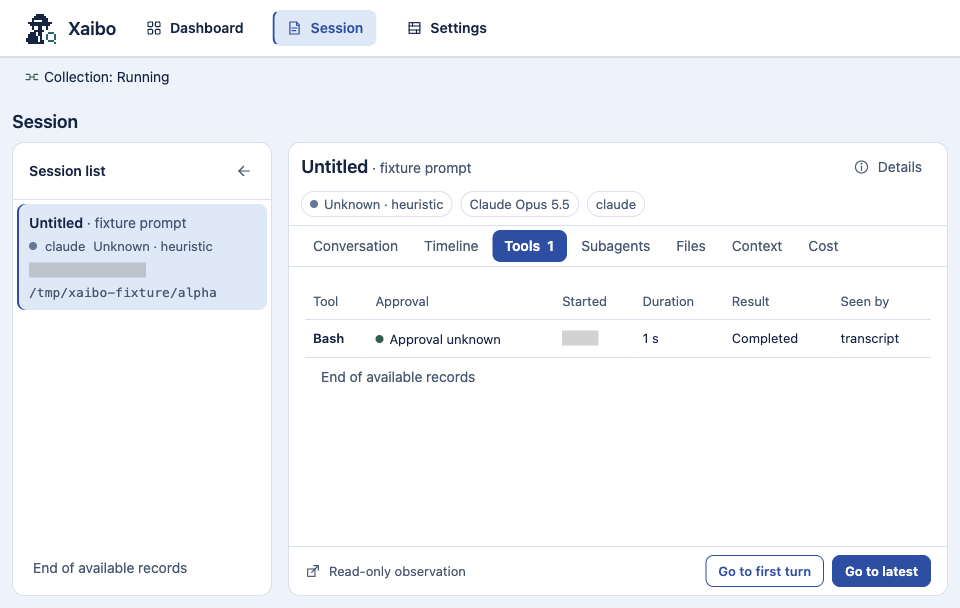 Xaibo
Dashboard
Session
Settings
Collection: Running
Session
Session list
Untitled · fixture prompt
claude Unknown · heuristic
/tmp/xaibo-fixture/alpha
End of available records
Untitled · fixture prompt
Details
Unknown · heuristic
Claude Opus 5.5
claude
Conversation Timeline Tools 1 Subagents Files Context Cost
Tool Approval Started Duration Result Seen by
Bash Approval unknown 1 s Completed transcript
End of available records
Read-only observation
Go to first turn
Go to latest